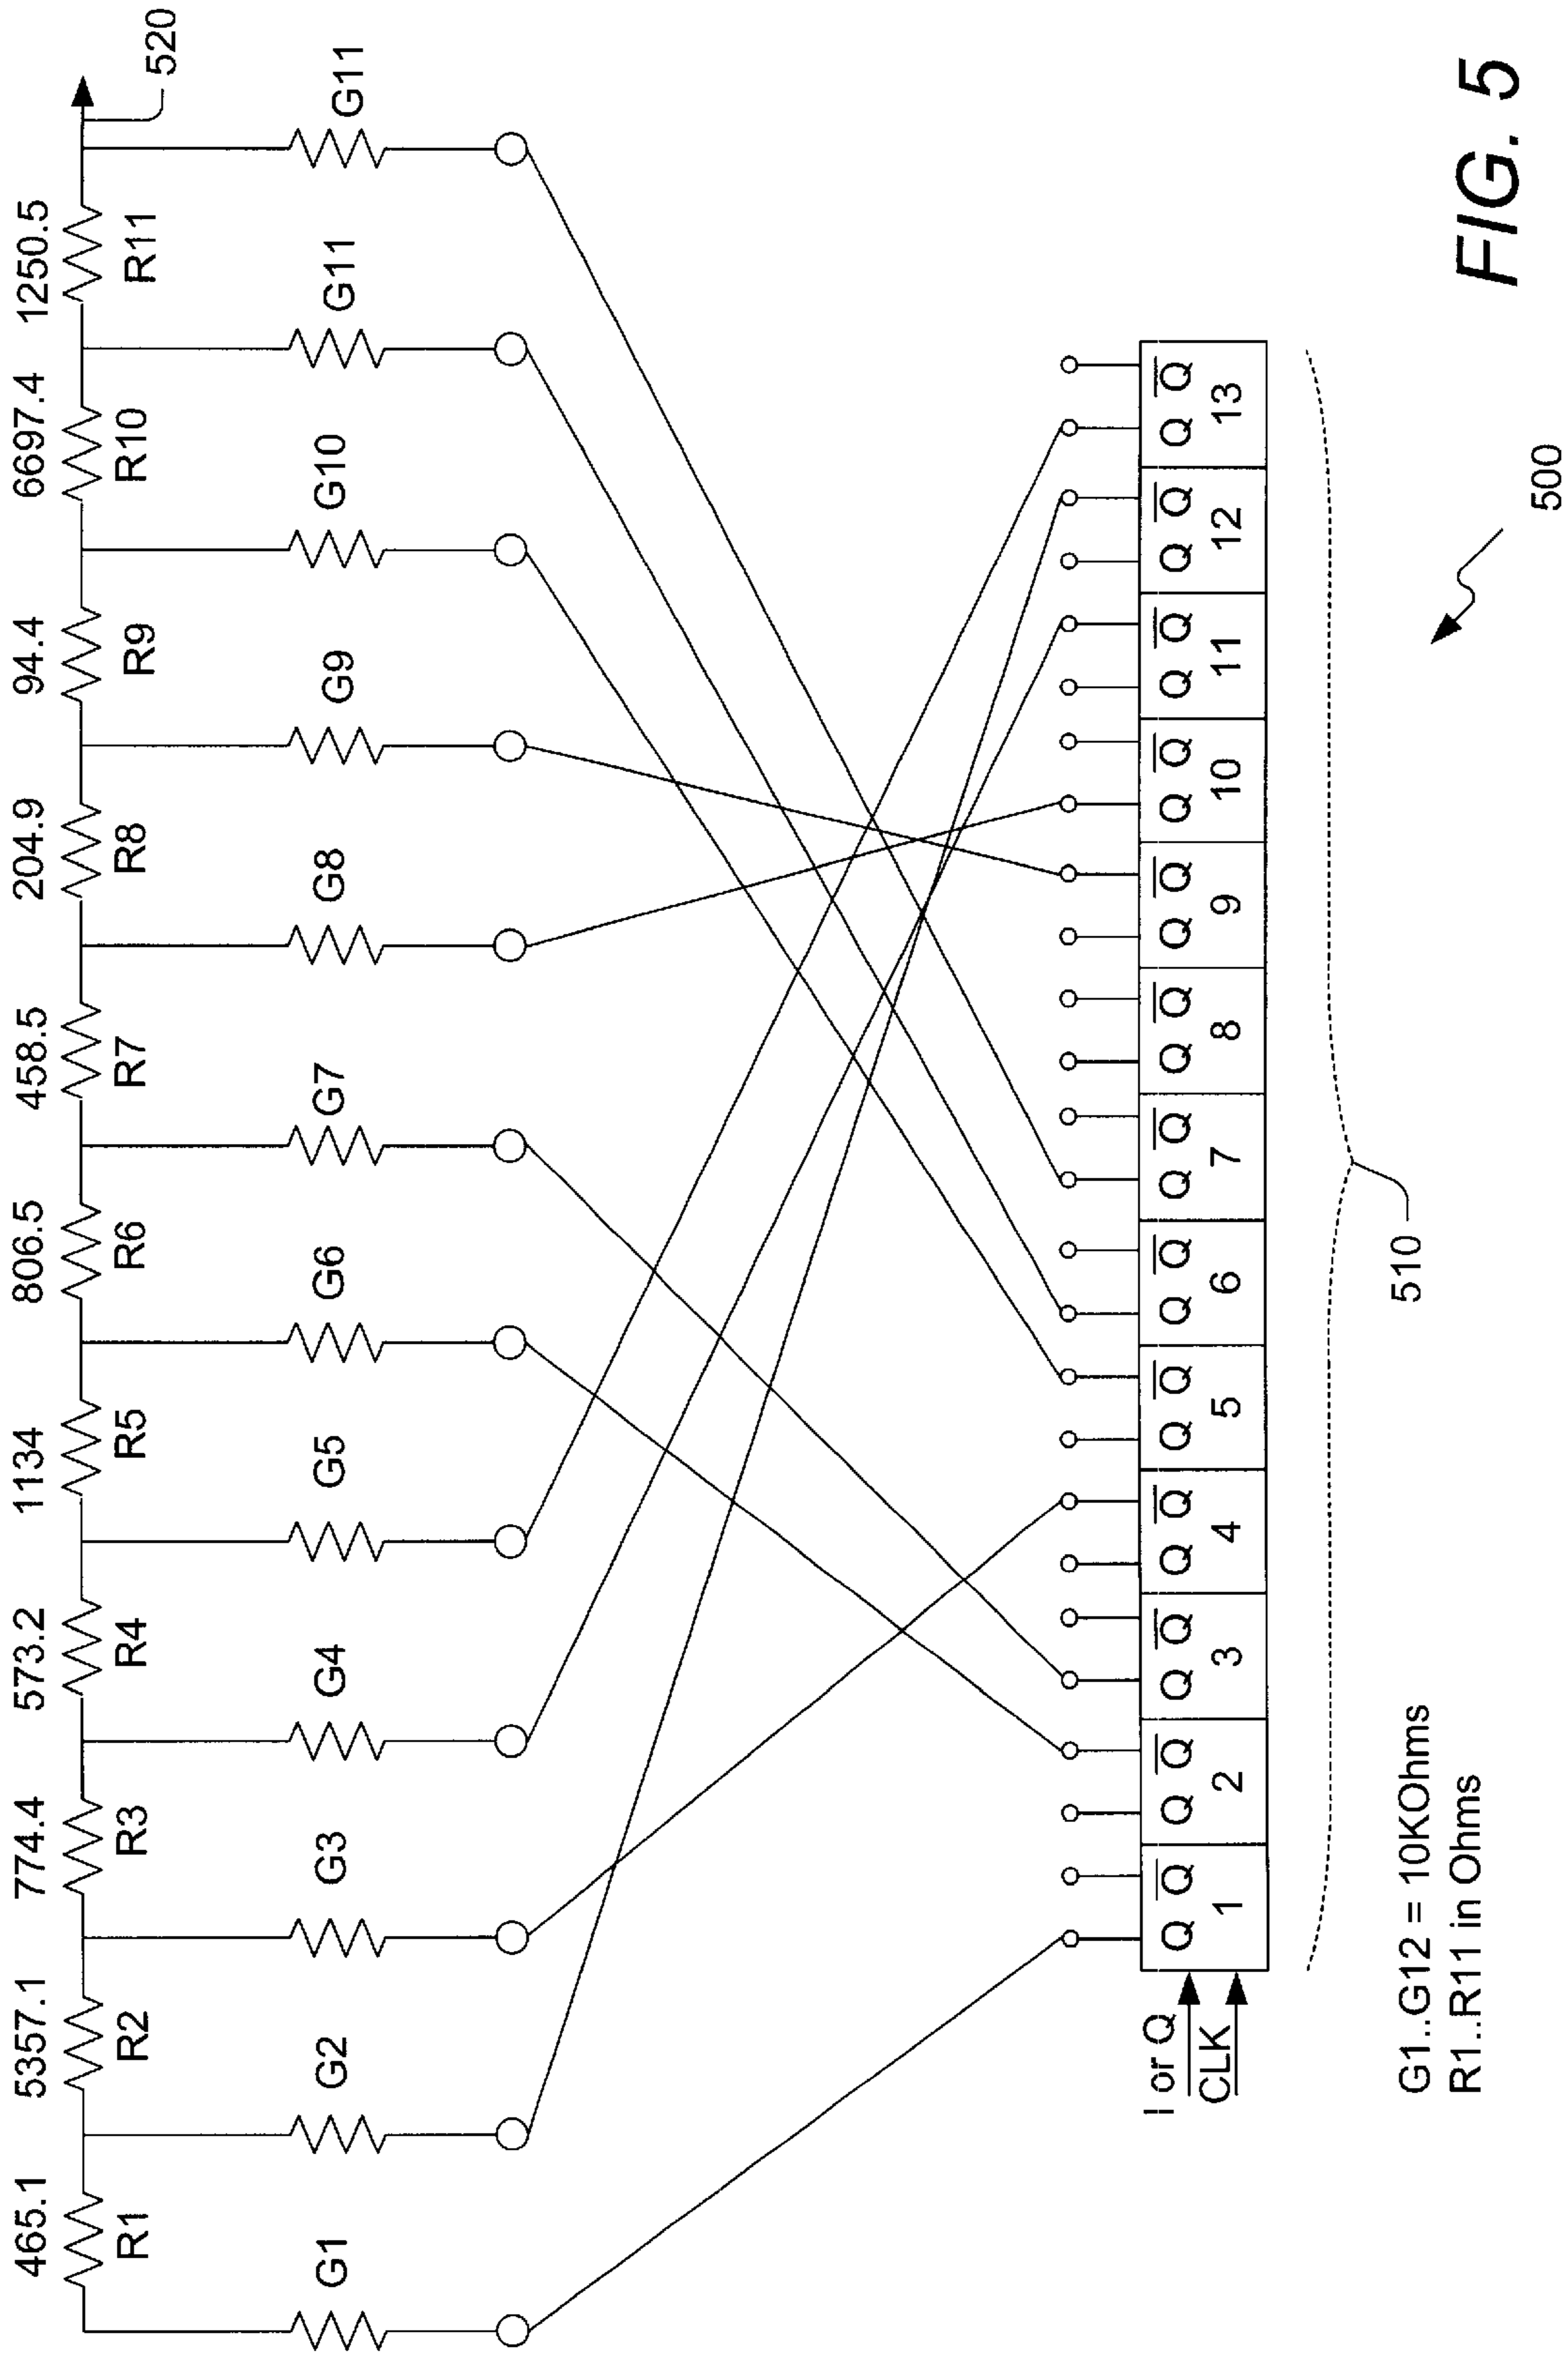 465.1 5357.1 774.4 573.2 1134 806.5 458.5 204.9 94.4 6697.4 1250.5
R1 R2 R3 R4 R5 R6 R7 R8 R9 R10 R11
520
G1 G2 G3 G4 G5 G6 G7 G8 G9 G10 G11 G11
I or Q
CLK
Q Q̅ Q Q̅ Q Q̅ Q Q̅ Q Q̅ Q Q̅ Q Q̅ Q Q̅ Q Q̅ Q Q̅ Q Q̅ Q Q̅ Q Q̅
1 2 3 4 5 6 7 8 9 10 11 12 13
510
G1..G12 = 10KOhms
R1..R11 in Ohms
500
FIG. 5